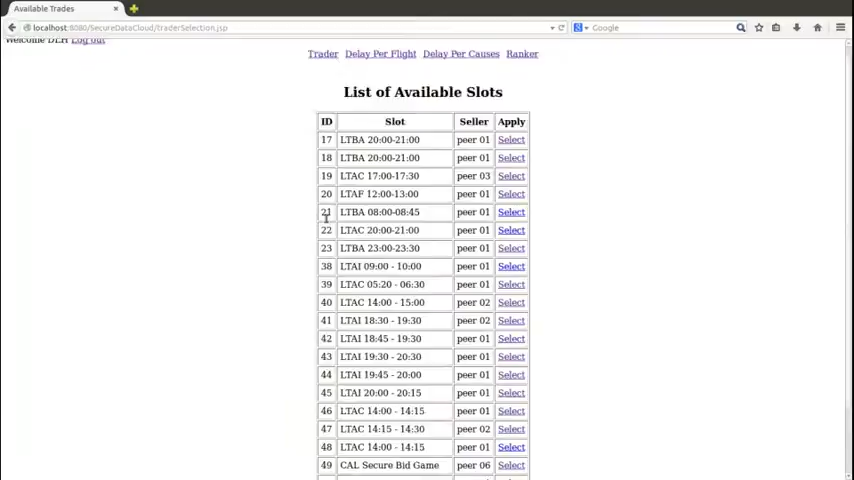 Available Trades
localhost:8080/SecureDataCloud/traderSelection.jsp
Google
Welcome DLH Log out
Trader Delay Per Flight Delay Per Causes Ranker
List of Available Slots
ID Slot Seller Apply
17 LTBA 20:00-21:00 peer 01 Select
18 LTBA 20:00-21:00 peer 01 Select
19 LTAC 17:00-17:30 peer 03 Select
20 LTAF 12:00-13:00 peer 01 Select
21 LTBA 08:00-08:45 peer 01 Select
22 LTAC 20:00-21:00 peer 01 Select
23 LTBA 23:00-23:30 peer 01 Select
38 LTAI 09:00 - 10:00 peer 01 Select
39 LTAC 05:20 - 06:30 peer 01 Select
40 LTAC 14:00 - 15:00 peer 02 Select
41 LTAI 18:30 - 19:30 peer 02 Select
42 LTAI 18:45 - 19:30 peer 01 Select
43 LTAI 19:30 - 20:30 peer 01 Select
44 LTAI 19:45 - 20:00 peer 01 Select
45 LTAI 20:00 - 20:15 peer 01 Select
46 LTAC 14:00 - 14:15 peer 01 Select
47 LTAC 14:15 - 14:30 peer 02 Select
48 LTAC 14:00 - 14:15 peer 01 Select
49 CAL Secure Bid Game peer 06 Select